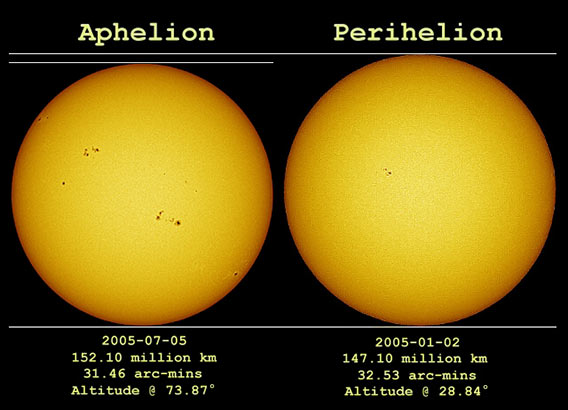 Aphelion
Perihelion
2005-07-05
152.10 million km
31.46 arc-mins
Altitude @ 73.87°
2005-01-02
147.10 million km
32.53 arc-mins
Altitude @ 28.84°